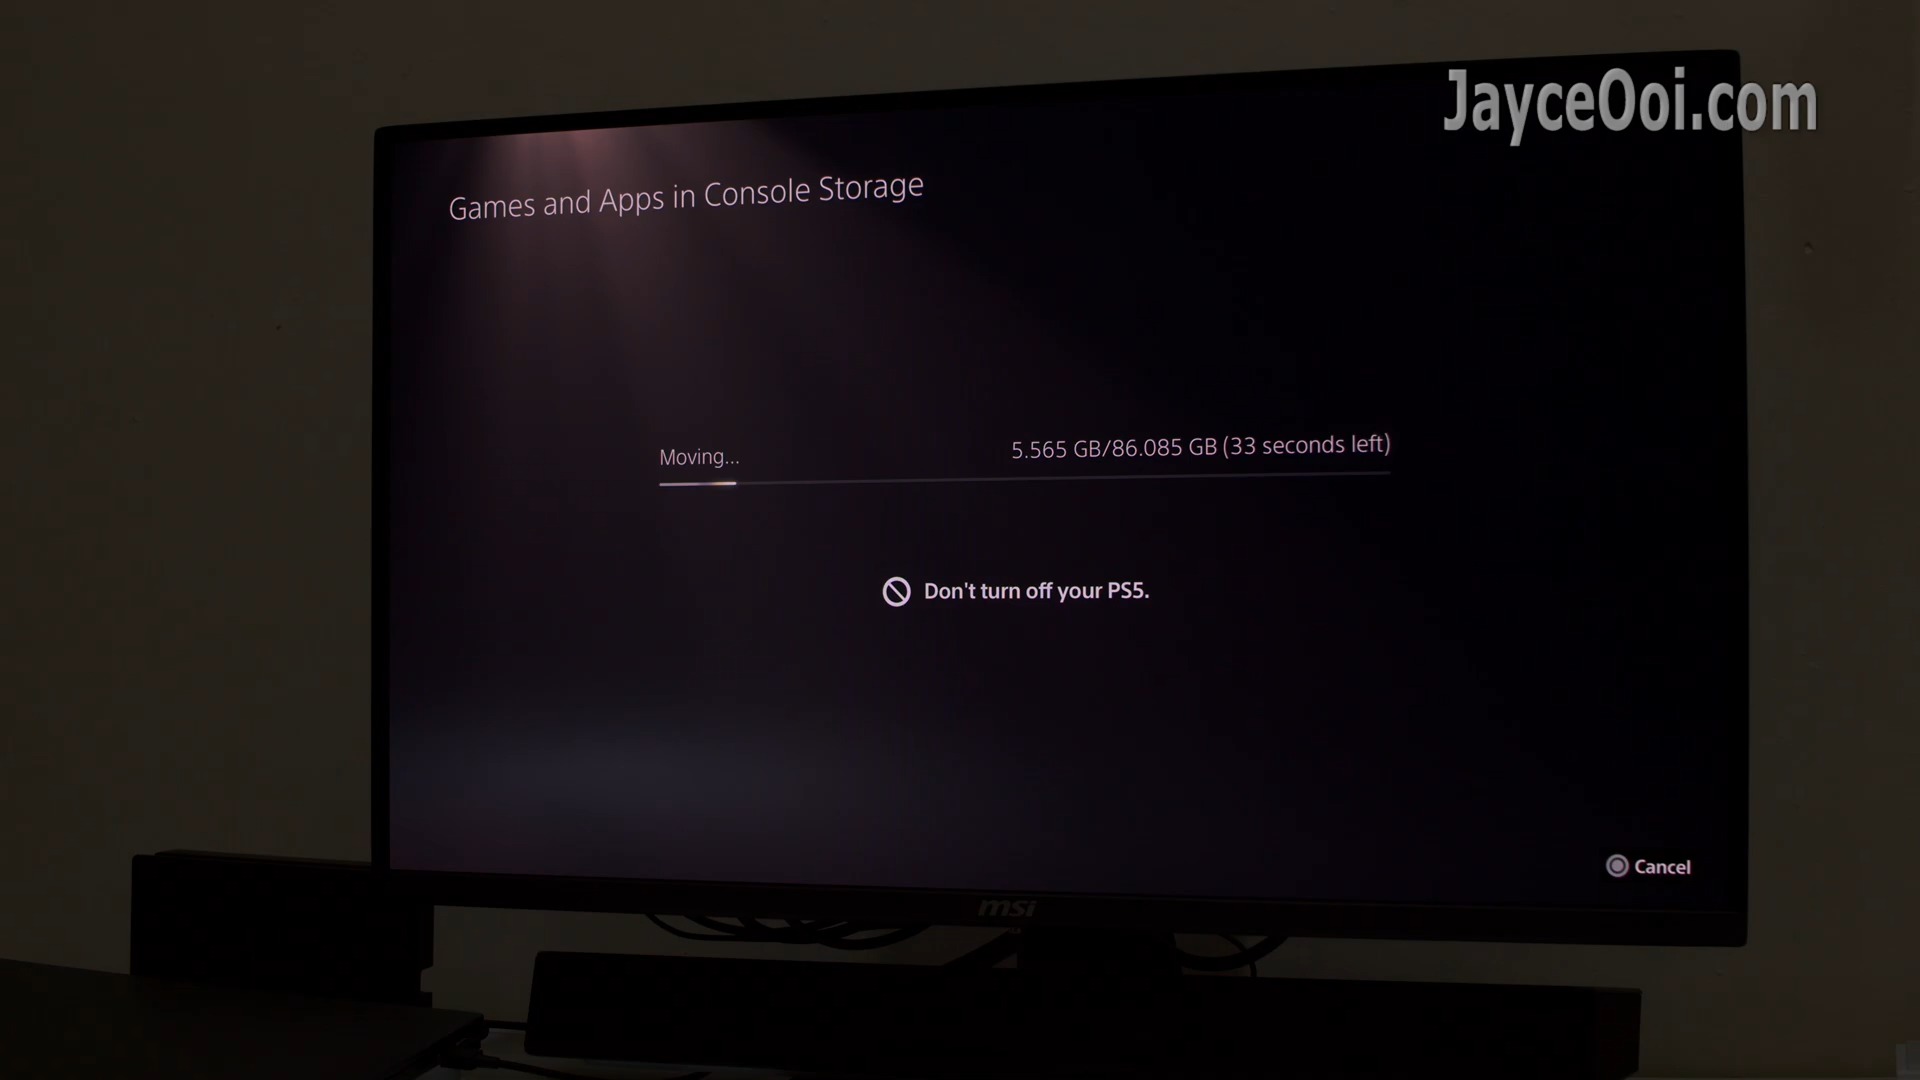 JayceOoi.com
Games and Apps in Console Storage
Moving... 5.565 GB/86.085 GB (33 seconds left)
Don't turn off your PS5.
Cancel
msi